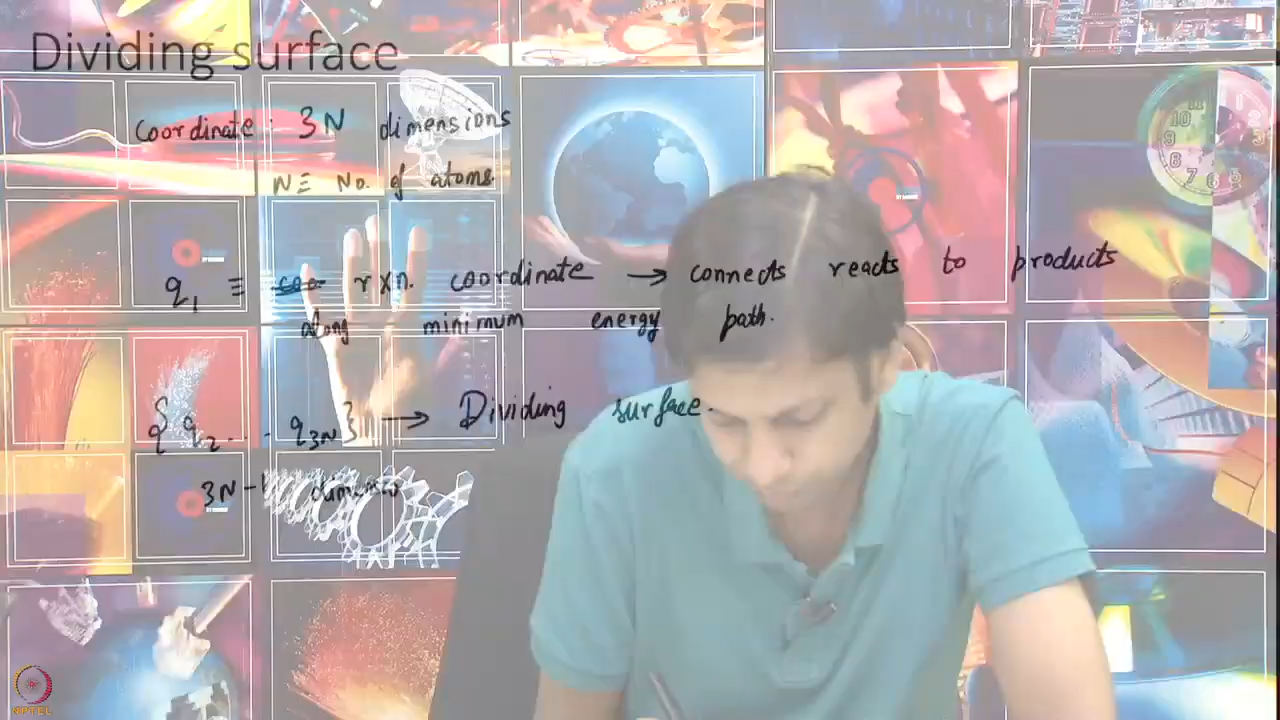 Dividing surface
Coordinate : 3N dimensions
N ≡ No. of atoms.
q₁ ≡ rxn. coordinate → connects reacts to products
along minimum energy path.
{q₂ . . . q₃N} → Dividing surface.
3N-1
NPTEL